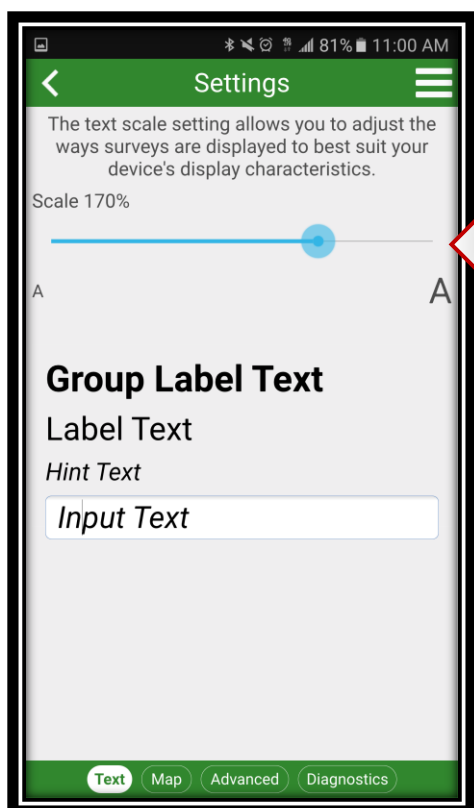 81% 11:00 AM
Settings
The text scale setting allows you to adjust the
ways surveys are displayed to best suit your
device's display characteristics.
Scale 170%
A A
Group Label Text
Label Text
Hint Text
Input Text
Text Map Advanced Diagnostics